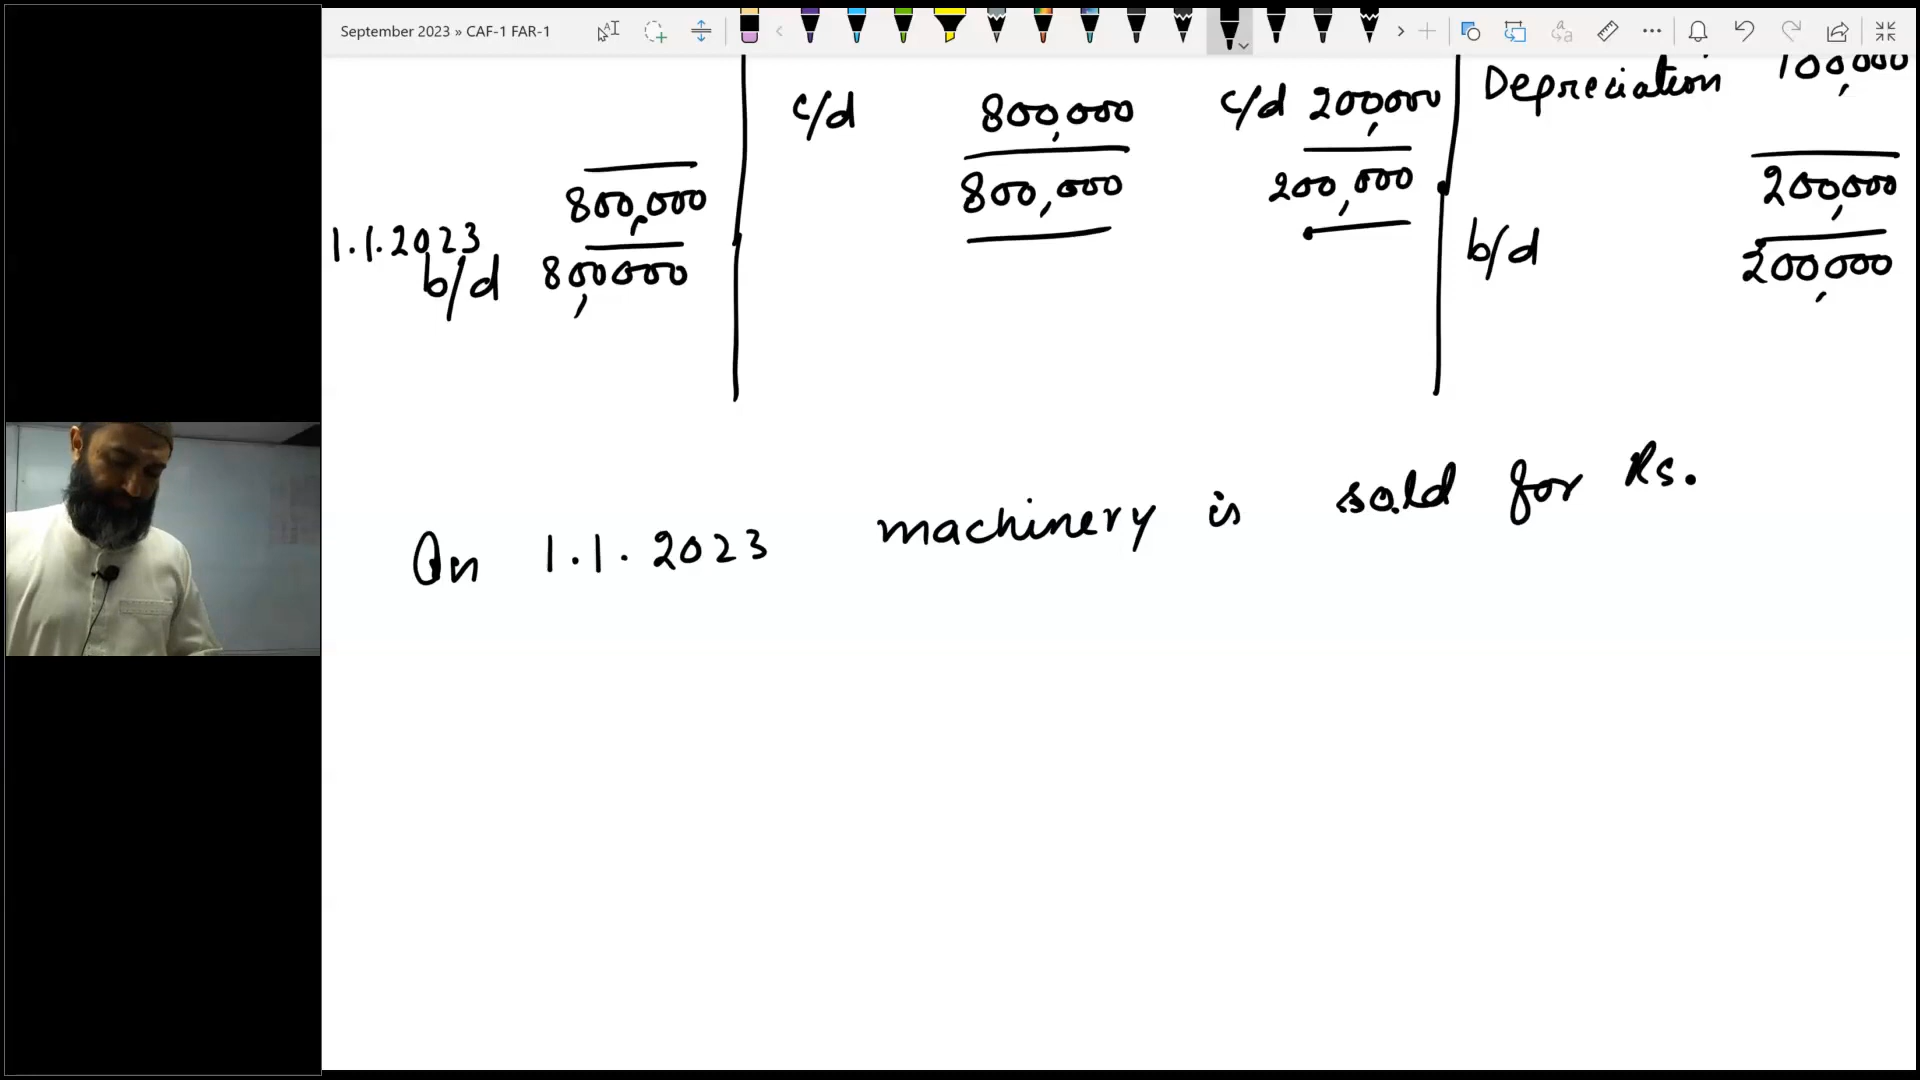 September 2023 » CAF-1 FAR-1
Depreciation 100,000
c/d 800,000 c/d 200,000
800,000 800,000 200,000 200,000
1.1.2023
b/d 800,000 b/d 200,000
On 1.1.2023 machinery is sold for Rs.